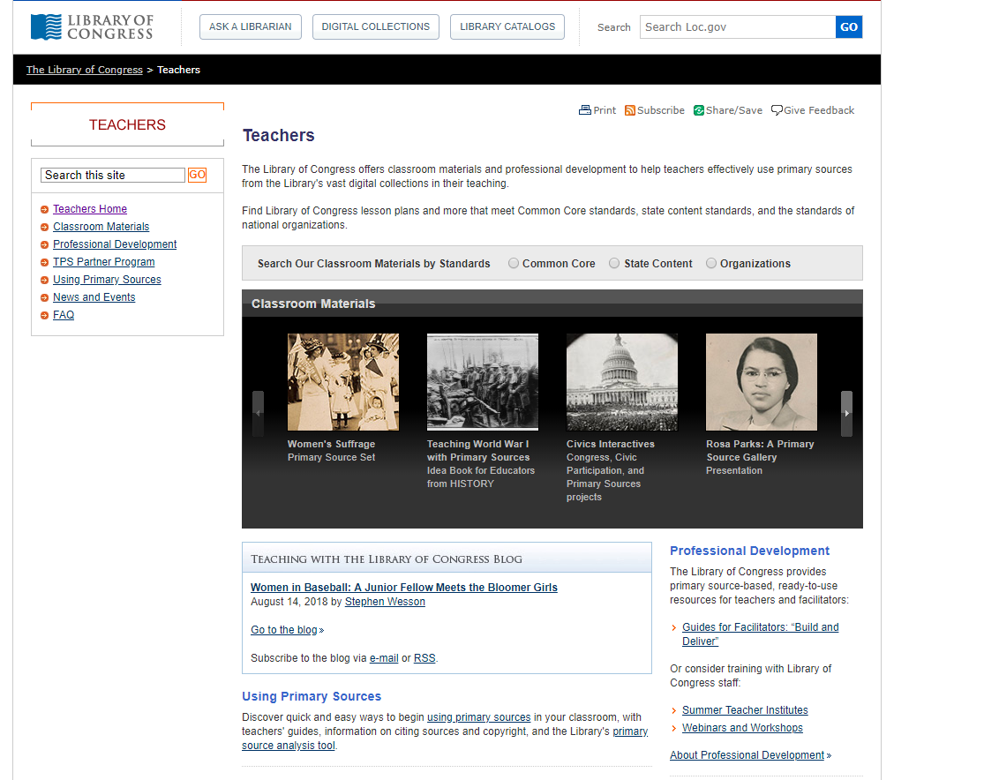 LIBRARY OF
CONGRESS
ASK A LIBRARIAN
DIGITAL COLLECTIONS
LIBRARY CATALOGS
Search
Search Loc.gov
GO
The Library of Congress > Teachers
TEACHERS
Search this site
GO
Teachers Home
Classroom Materials
Professional Development
TPS Partner Program
Using Primary Sources
News and Events
FAQ
Print
Subscribe
Share/Save
Give Feedback
Teachers
The Library of Congress offers classroom materials and professional development to help teachers effectively use primary sources
from the Library's vast digital collections in their teaching.
Find Library of Congress lesson plans and more that meet Common Core standards, state content standards, and the standards of
national organizations.
Search Our Classroom Materials by Standards
Common Core
State Content
Organizations
Classroom Materials
Women's Suffrage
Primary Source Set
Teaching World War I
with Primary Sources
Idea Book for Educators
from HISTORY
Civics Interactives
Congress, Civic
Participation, and
Primary Sources
projects
Rosa Parks: A Primary
Source Gallery
Presentation
TEACHING WITH THE LIBRARY OF CONGRESS BLOG
Women in Baseball: A Junior Fellow Meets the Bloomer Girls
August 14, 2018 by Stephen Wesson
Go to the blog »
Subscribe to the blog via e-mail or RSS.
Using Primary Sources
Discover quick and easy ways to begin using primary sources in your classroom, with
teachers' guides, information on citing sources and copyright, and the Library's primary
source analysis tool.
Professional Development
The Library of Congress provides
primary source-based, ready-to-use
resources for teachers and facilitators:
Guides for Facilitators: “Build and
Deliver”
Or consider training with Library of
Congress staff:
Summer Teacher Institutes
Webinars and Workshops
About Professional Development »